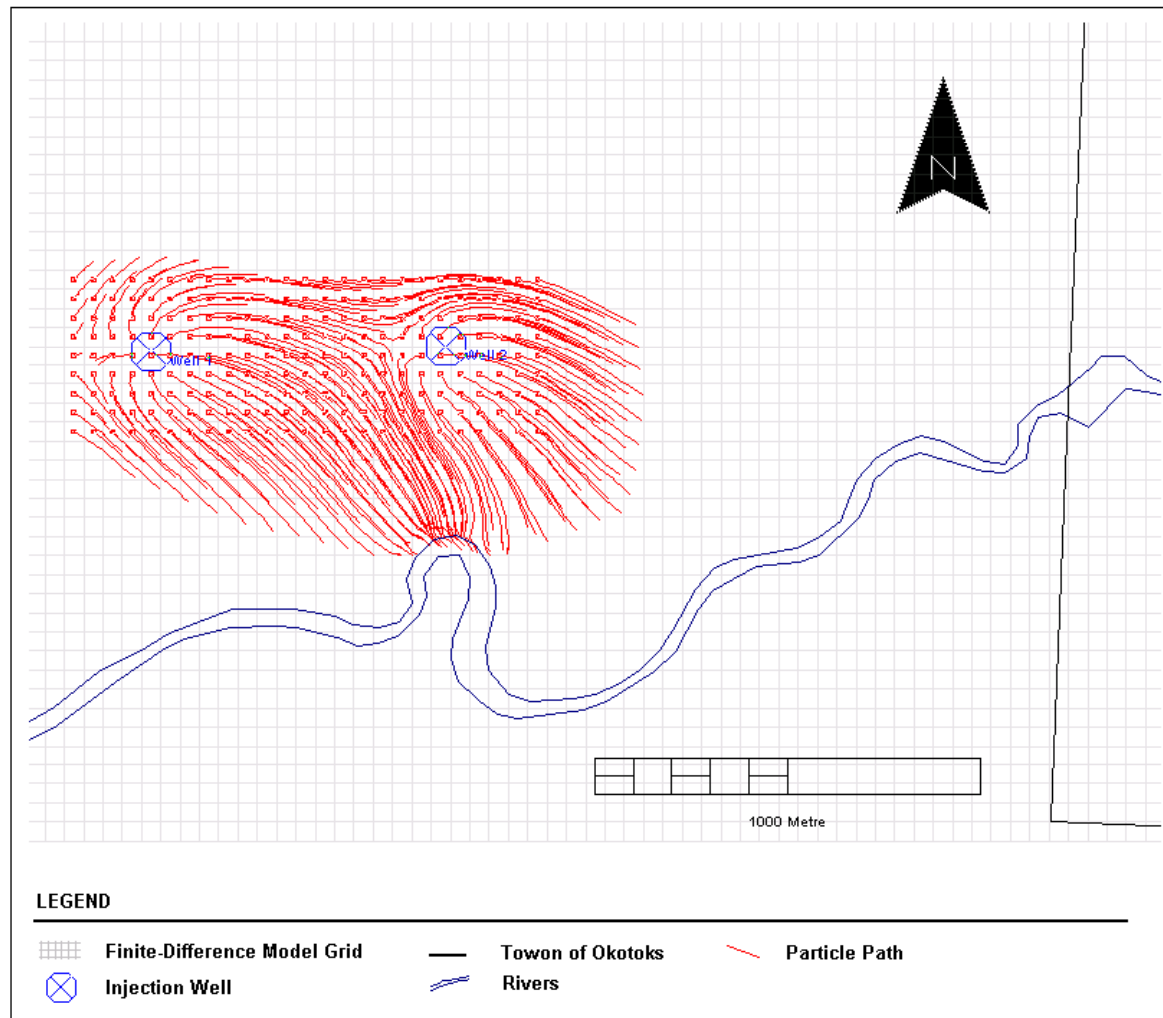 N
Well 1
Well 2
1000 Metre
LEGEND
Finite-Difference Model Grid
Towon of Okotoks
Particle Path
Injection Well
Rivers